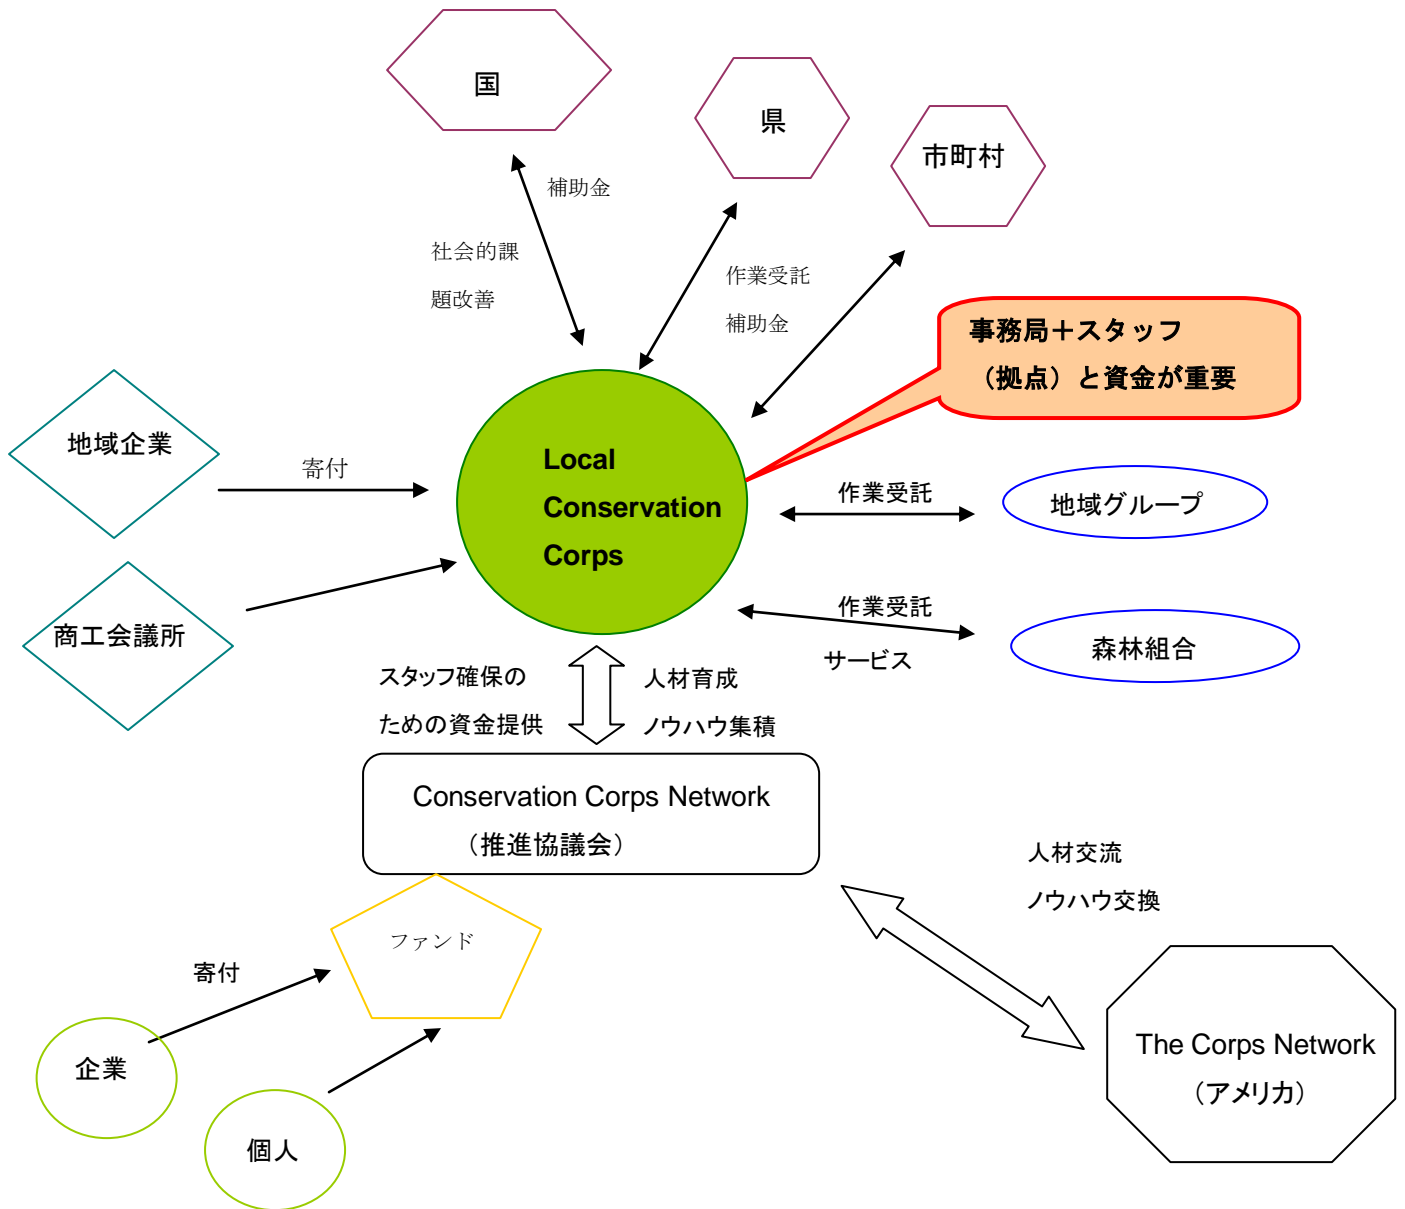 国
県
市町村
補助金
社会的課
題改善
作業受託
補助金
事務局＋スタッフ
（拠点）と資金が重要
地域企業
寄付
Local
Conservation
Corps
作業受託
地域グループ
商工会議所
作業受託
サービス
森林組合
スタッフ確保の
ための資金提供
人材育成
ノウハウ集積
Conservation Corps Network
（推進協議会）
人材交流
ノウハウ交換
ファンド
寄付
企業
個人
The Corps Network
（アメリカ）